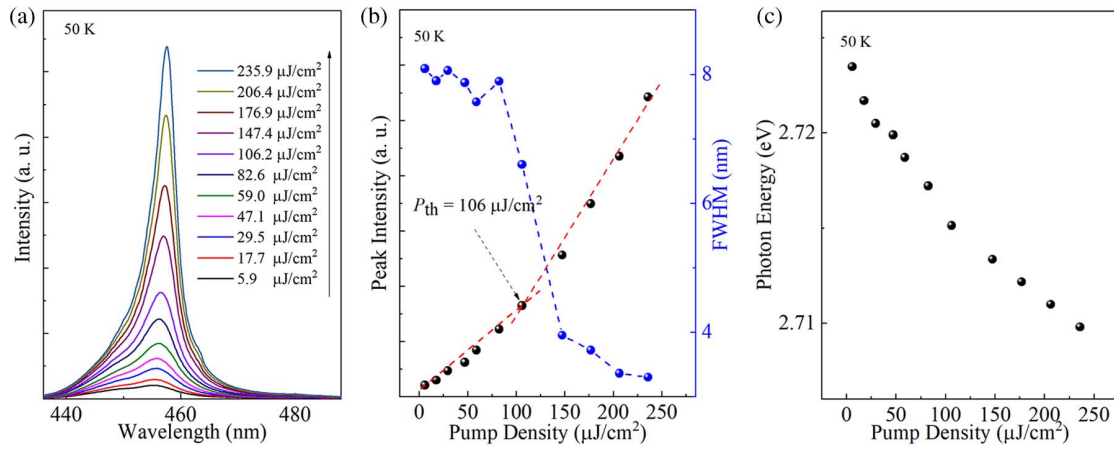 (a)
50 K
235.9 μJ/cm²
206.4 μJ/cm²
176.9 μJ/cm²
147.4 μJ/cm²
106.2 μJ/cm²
82.6 μJ/cm²
59.0 μJ/cm²
47.1 μJ/cm²
29.5 μJ/cm²
17.7 μJ/cm²
5.9 μJ/cm²
Intensity (a. u.)
440 460 480
Wavelength (nm)
(b)
50 K
Pth = 106 μJ/cm²
Peak Intensity (a. u.)
8
6
4
FWHM (nm)
0 50 100 150 200 250
Pump Density (μJ/cm²)
(c)
50 K
2.72
2.71
Photon Energy (eV)
0 50 100 150 200 250
Pump Density (μJ/cm²)